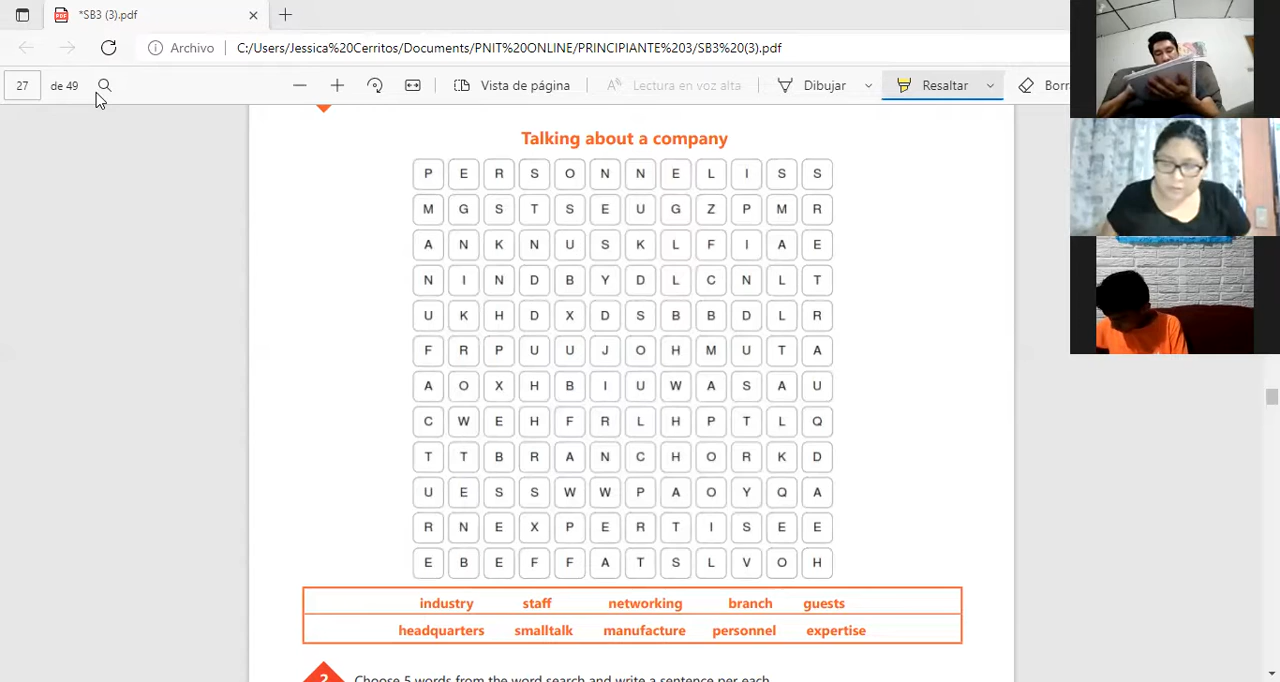 *SB3 (3).pdf
Archivo C:/Users/Jessica%20Cerritos/Documents/PNIT%20ONLINE/PRINCIPIANTE%203/SB3%20(3).pdf
27 de 49 Vista de página Lectura en voz alta Dibujar Resaltar Bor
Talking about a company
P E R S O N N E L I S S
M G S T S E U G Z P M R
A N K N U S K L F I A E
N I N D B Y D L C N L T
U K H D X D S B B D L R
F R P U U J O H M U T A
A O X H B I U W A S A U
C W E H F R L H P T L Q
T T B R A N C H O R K D
U E S S W W P A O Y Q A
R N E X P E R T I S E E
E B E F F A T S L V O H
industry staff networking branch guests
headquarters smalltalk manufacture personnel expertise
2 Choose 5 words from the word search and write a sentence per each